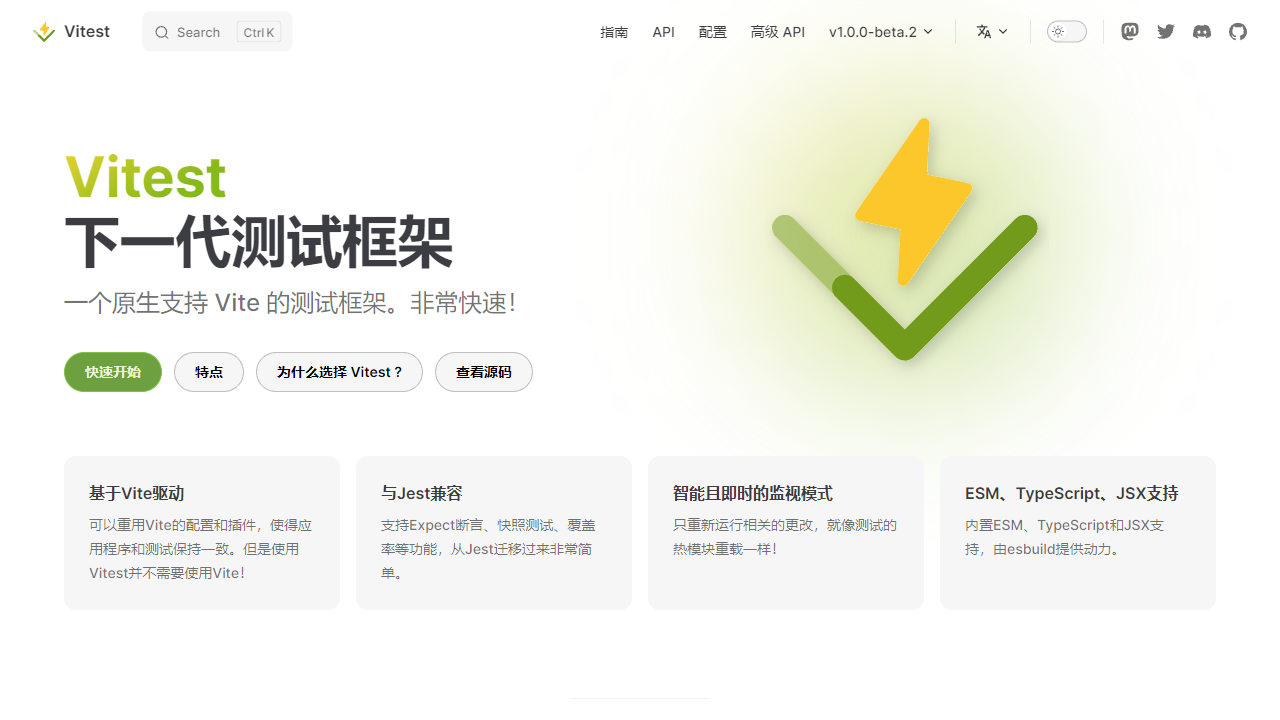 Vitest
Search Ctrl K
指南 API 配置 高级 API v1.0.0-beta.2
Vitest
下一代测试框架
一个原生支持 Vite 的测试框架。非常快速！
快速开始 特点 为什么选择 Vitest？ 查看源码
基于Vite驱动
可以重用Vite的配置和插件，使得应
用程序和测试保持一致。但是使用
Vitest并不需要使用Vite！
与Jest兼容
支持Expect断言、快照测试、覆盖
率等功能，从Jest迁移过来非常简
单。
智能且即时的监视模式
只重新运行相关的更改，就像测试的
热模块重载一样！
ESM、TypeScript、JSX支持
内置ESM、TypeScript和JSX支
持，由esbuild提供动力。